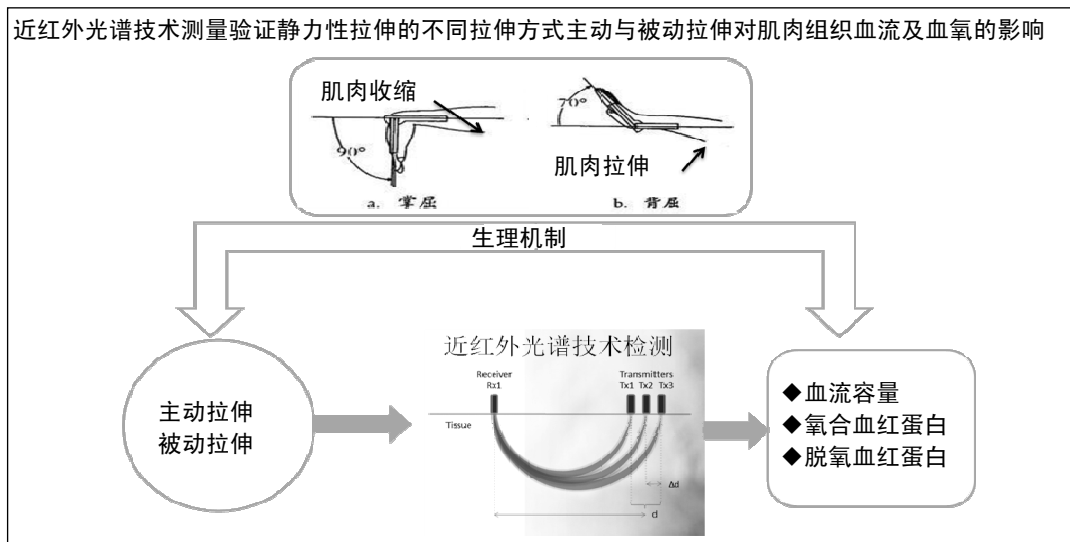 近红外光谱技术测量验证静力性拉伸的不同拉伸方式主动与被动拉伸对肌肉组织血流及血氧的影响
肌肉收缩
90°
a. 掌屈
70°
肌肉拉伸
b. 背屈
生理机制
主动拉伸
被动拉伸
近红外光谱技术检测
Receiver
Rx1
Transmitters
Tx1 Tx2 Tx3
Tissue
Δd
d
◆血流容量
◆氧合血红蛋白
◆脱氧血红蛋白